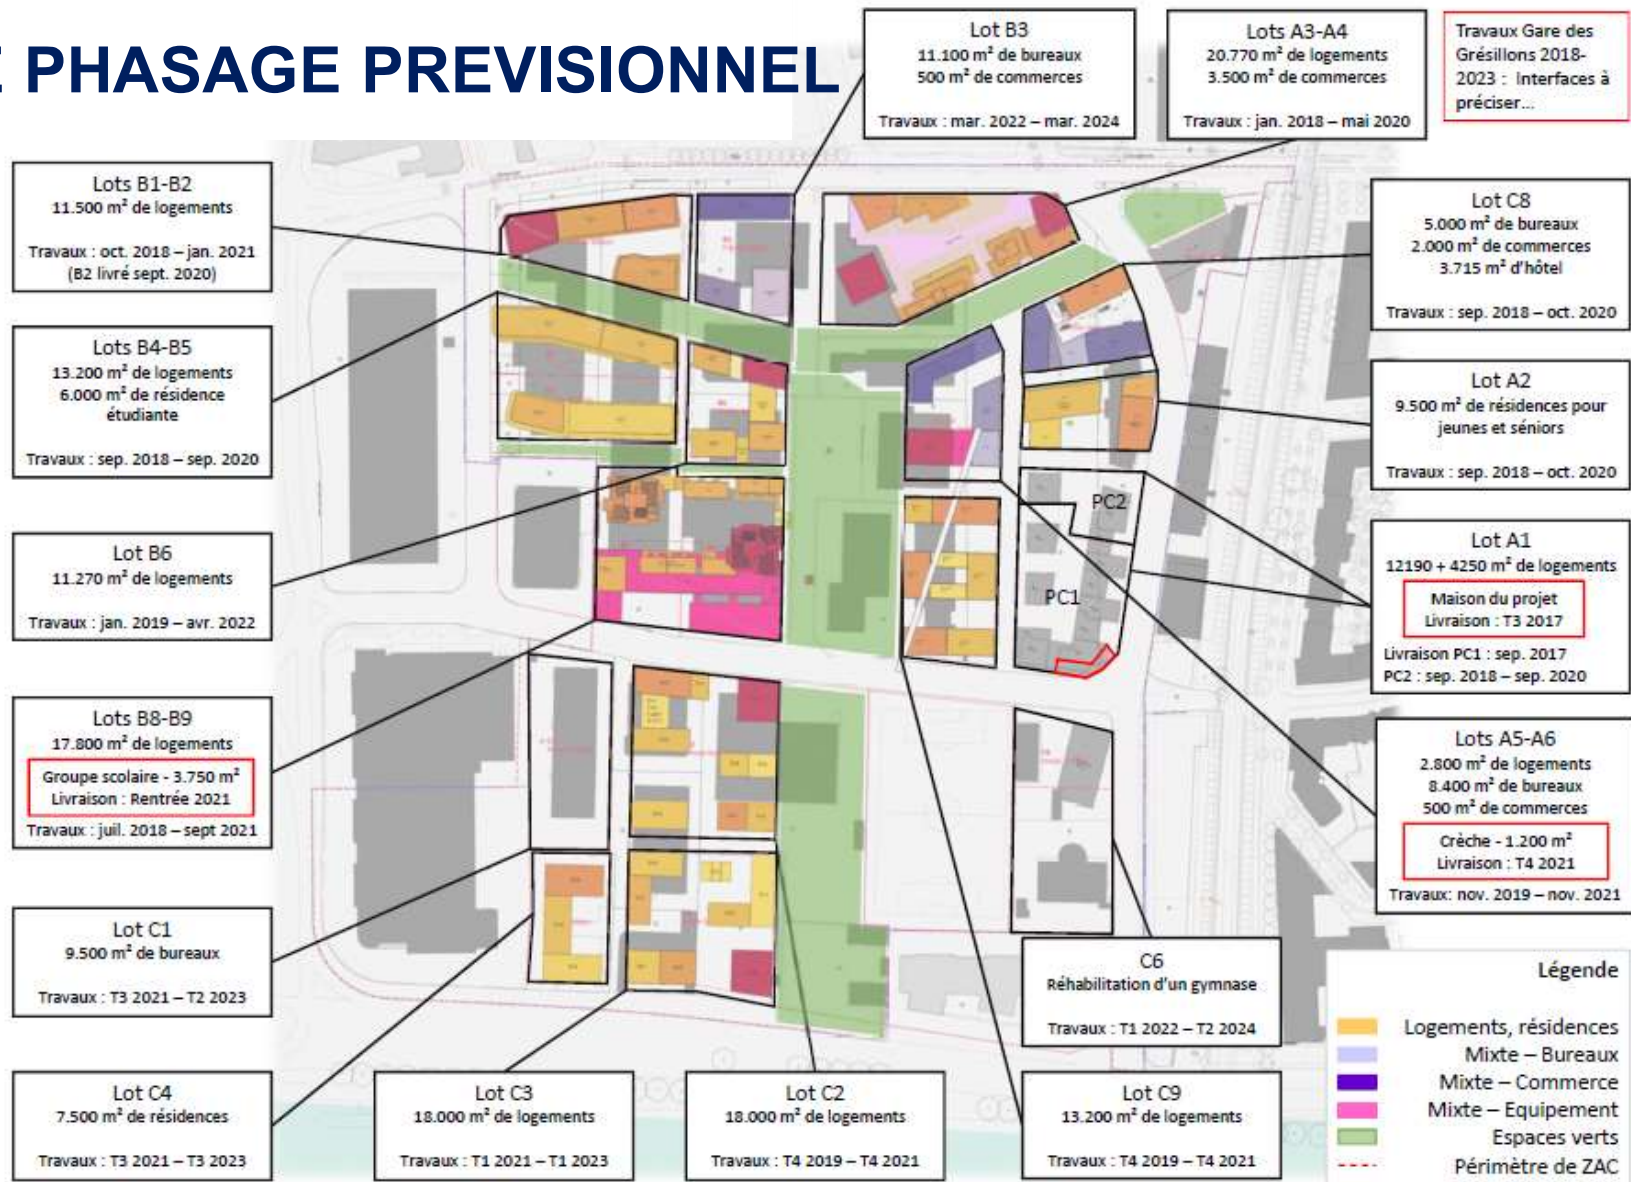 E PHASAGE PREVISIONNEL
Lot B3
11.100 m² de bureaux
500 m² de commerces
Travaux : mar. 2022 – mar. 2024
Lots A3-A4
20.770 m² de logements
3.500 m² de commerces
Travaux : jan. 2018 – mai 2020
Travaux Gare des
Grésillons 2018-
2023 : Interfaces à
préciser...
Lots B1-B2
11.500 m² de logements
Travaux : oct. 2018 – jan. 2021
(B2 livré sept. 2020)
Lot C8
5.000 m² de bureaux
2.000 m² de commerces
3.715 m² d'hôtel
Travaux : sep. 2018 – oct. 2020
Lots B4-B5
13.200 m² de logements
6.000 m² de résidence
étudiante
Travaux : sep. 2018 – sep. 2020
Lot A2
9.500 m² de résidences pour
jeunes et séniors
Travaux : sep. 2018 – oct. 2020
Lot B6
11.270 m² de logements
Travaux : jan. 2019 – avr. 2022
PC2
PC1
Lot A1
12190 + 4250 m² de logements
Maison du projet
Livraison : T3 2017
Livraison PC1 : sep. 2017
PC2 : sep. 2018 – sep. 2020
Lots B8-B9
17.800 m² de logements
Groupe scolaire - 3.750 m²
Livraison : Rentrée 2021
Travaux : juil. 2018 – sept 2021
Lots A5-A6
2.800 m² de logements
8.400 m² de bureaux
500 m² de commerces
Crèche - 1.200 m²
Livraison : T4 2021
Travaux: nov. 2019 – nov. 2021
Lot C1
9.500 m² de bureaux
Travaux : T3 2021 – T2 2023
C6
Réhabilitation d'un gymnase
Travaux : T1 2022 – T2 2024
Lot C4
7.500 m² de résidences
Travaux : T3 2021 – T3 2023
Lot C3
18.000 m² de logements
Travaux : T1 2021 – T1 2023
Lot C2
18.000 m² de logements
Travaux : T4 2019 – T4 2021
Lot C9
13.200 m² de logements
Travaux : T4 2019 – T4 2021
Légende
Logements, résidences
Mixte – Bureaux
Mixte – Commerce
Mixte – Equipement
Espaces verts
Périmètre de ZAC